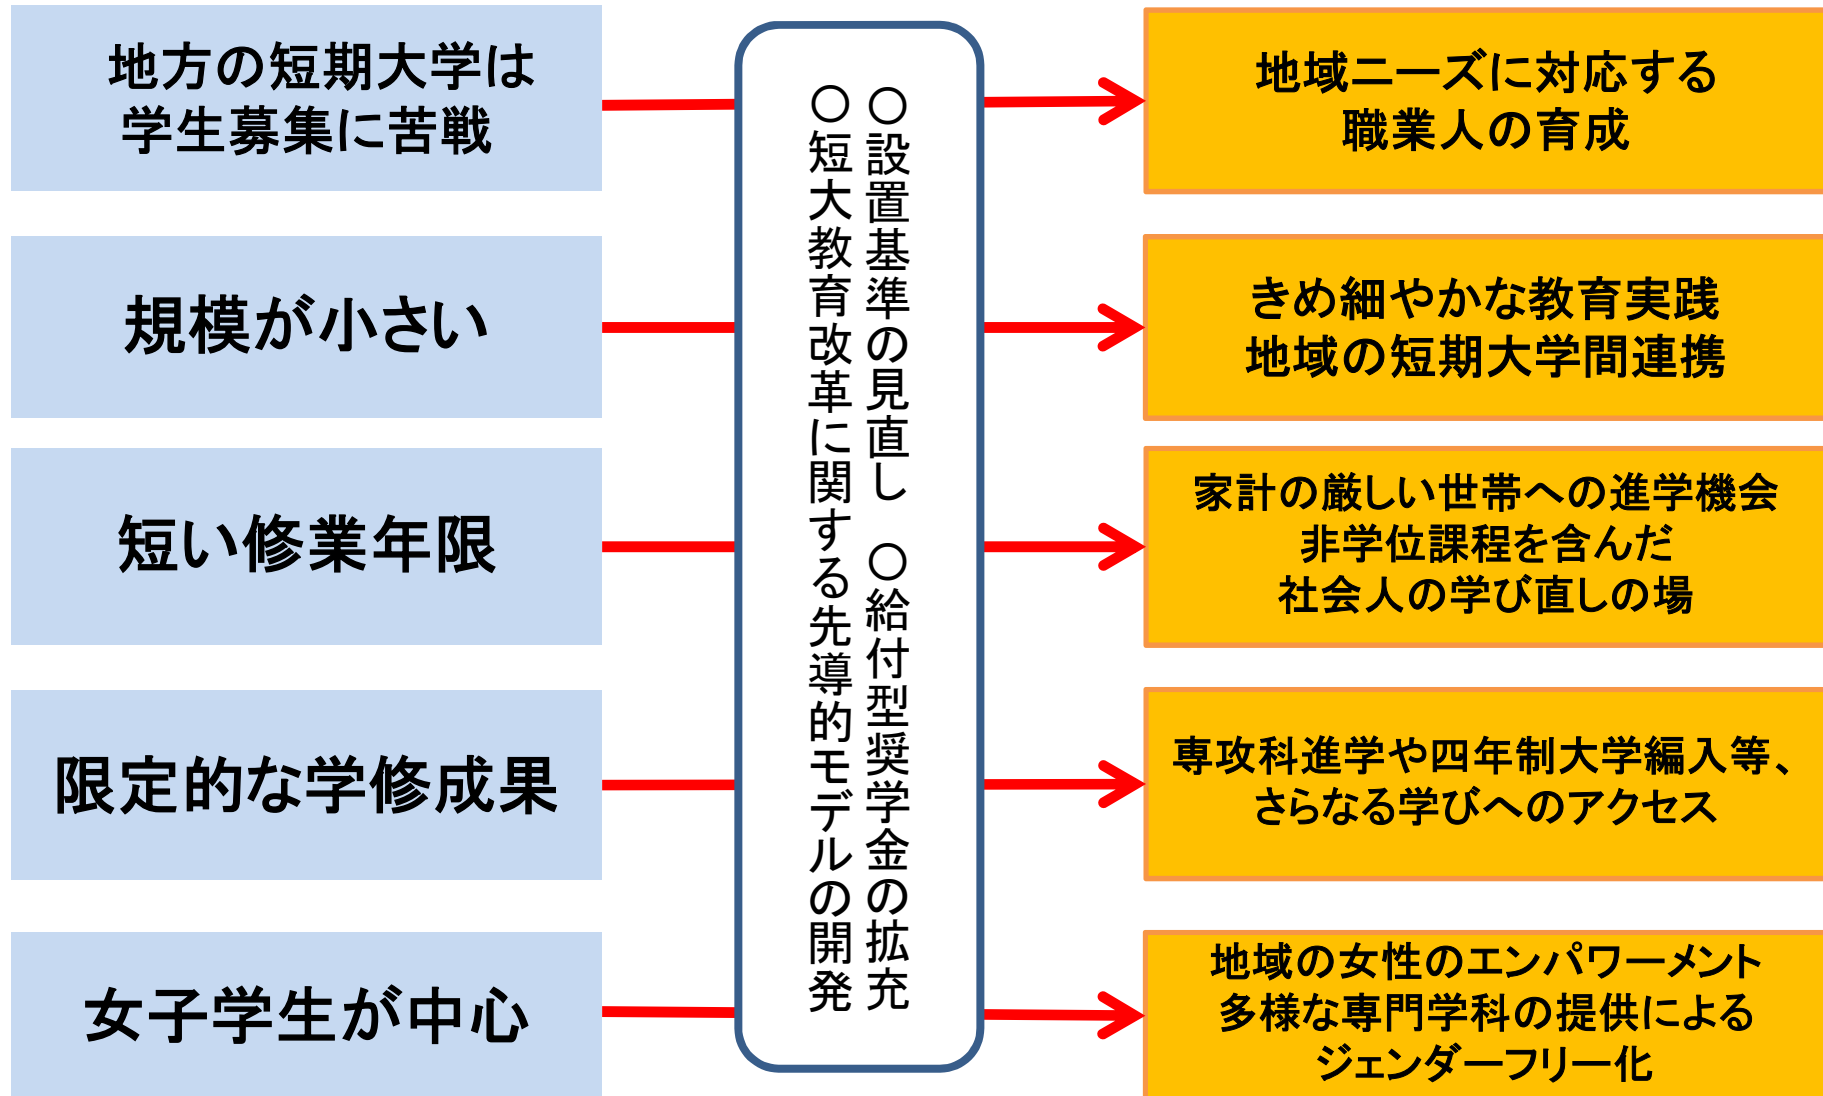 地方の短期大学は
学生募集に苦戦
規模が小さい
短い修業年限
限定的な学修成果
女子学生が中心
○設置基準の見直し ○給付型奨学金の拡充
○短大教育改革に関する先導的モデルの開発
地域ニーズに対応する
職業人の育成
きめ細やかな教育実践
地域の短期大学間連携
家計の厳しい世帯への進学機会
非学位課程を含んだ
社会人の学び直しの場
専攻科進学や四年制大学編入等、
さらなる学びへのアクセス
地域の女性のエンパワーメント
多様な専門学科の提供による
ジェンダーフリー化